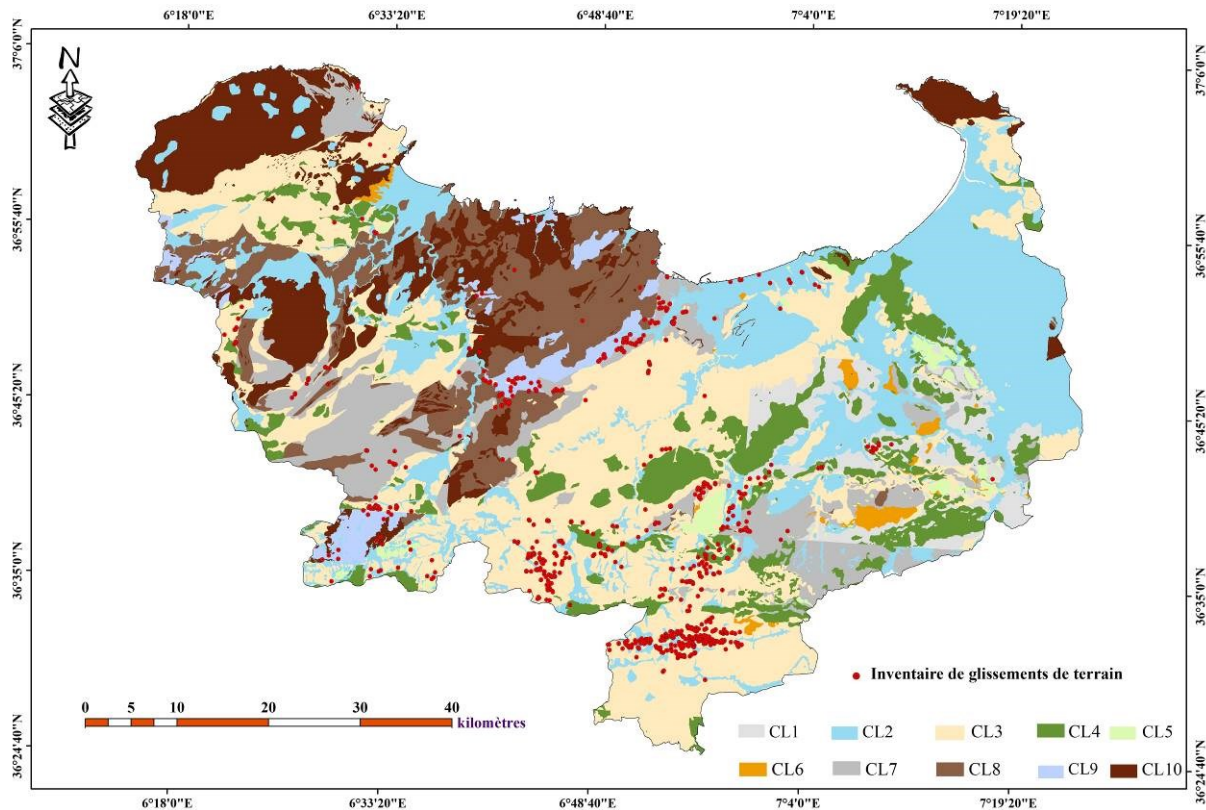 6°18'0"E 6°33'20"E 6°48'40"E 7°4'0"E 7°19'20"E
37°6'0"N
37°6'0"N
N
36°55'40"N
36°55'40"N
36°45'20"N
36°45'20"N
36°35'0"N
36°35'0"N
Inventaire de glissements de terrain
0 5 10 20 30 40
kilomètres
CL1 CL2 CL3 CL4 CL5
CL6 CL7 CL8 CL9 CL10
36°24'40"N
36°24'40"N
6°18'0"E 6°33'20"E 6°48'40"E 7°4'0"E 7°19'20"E